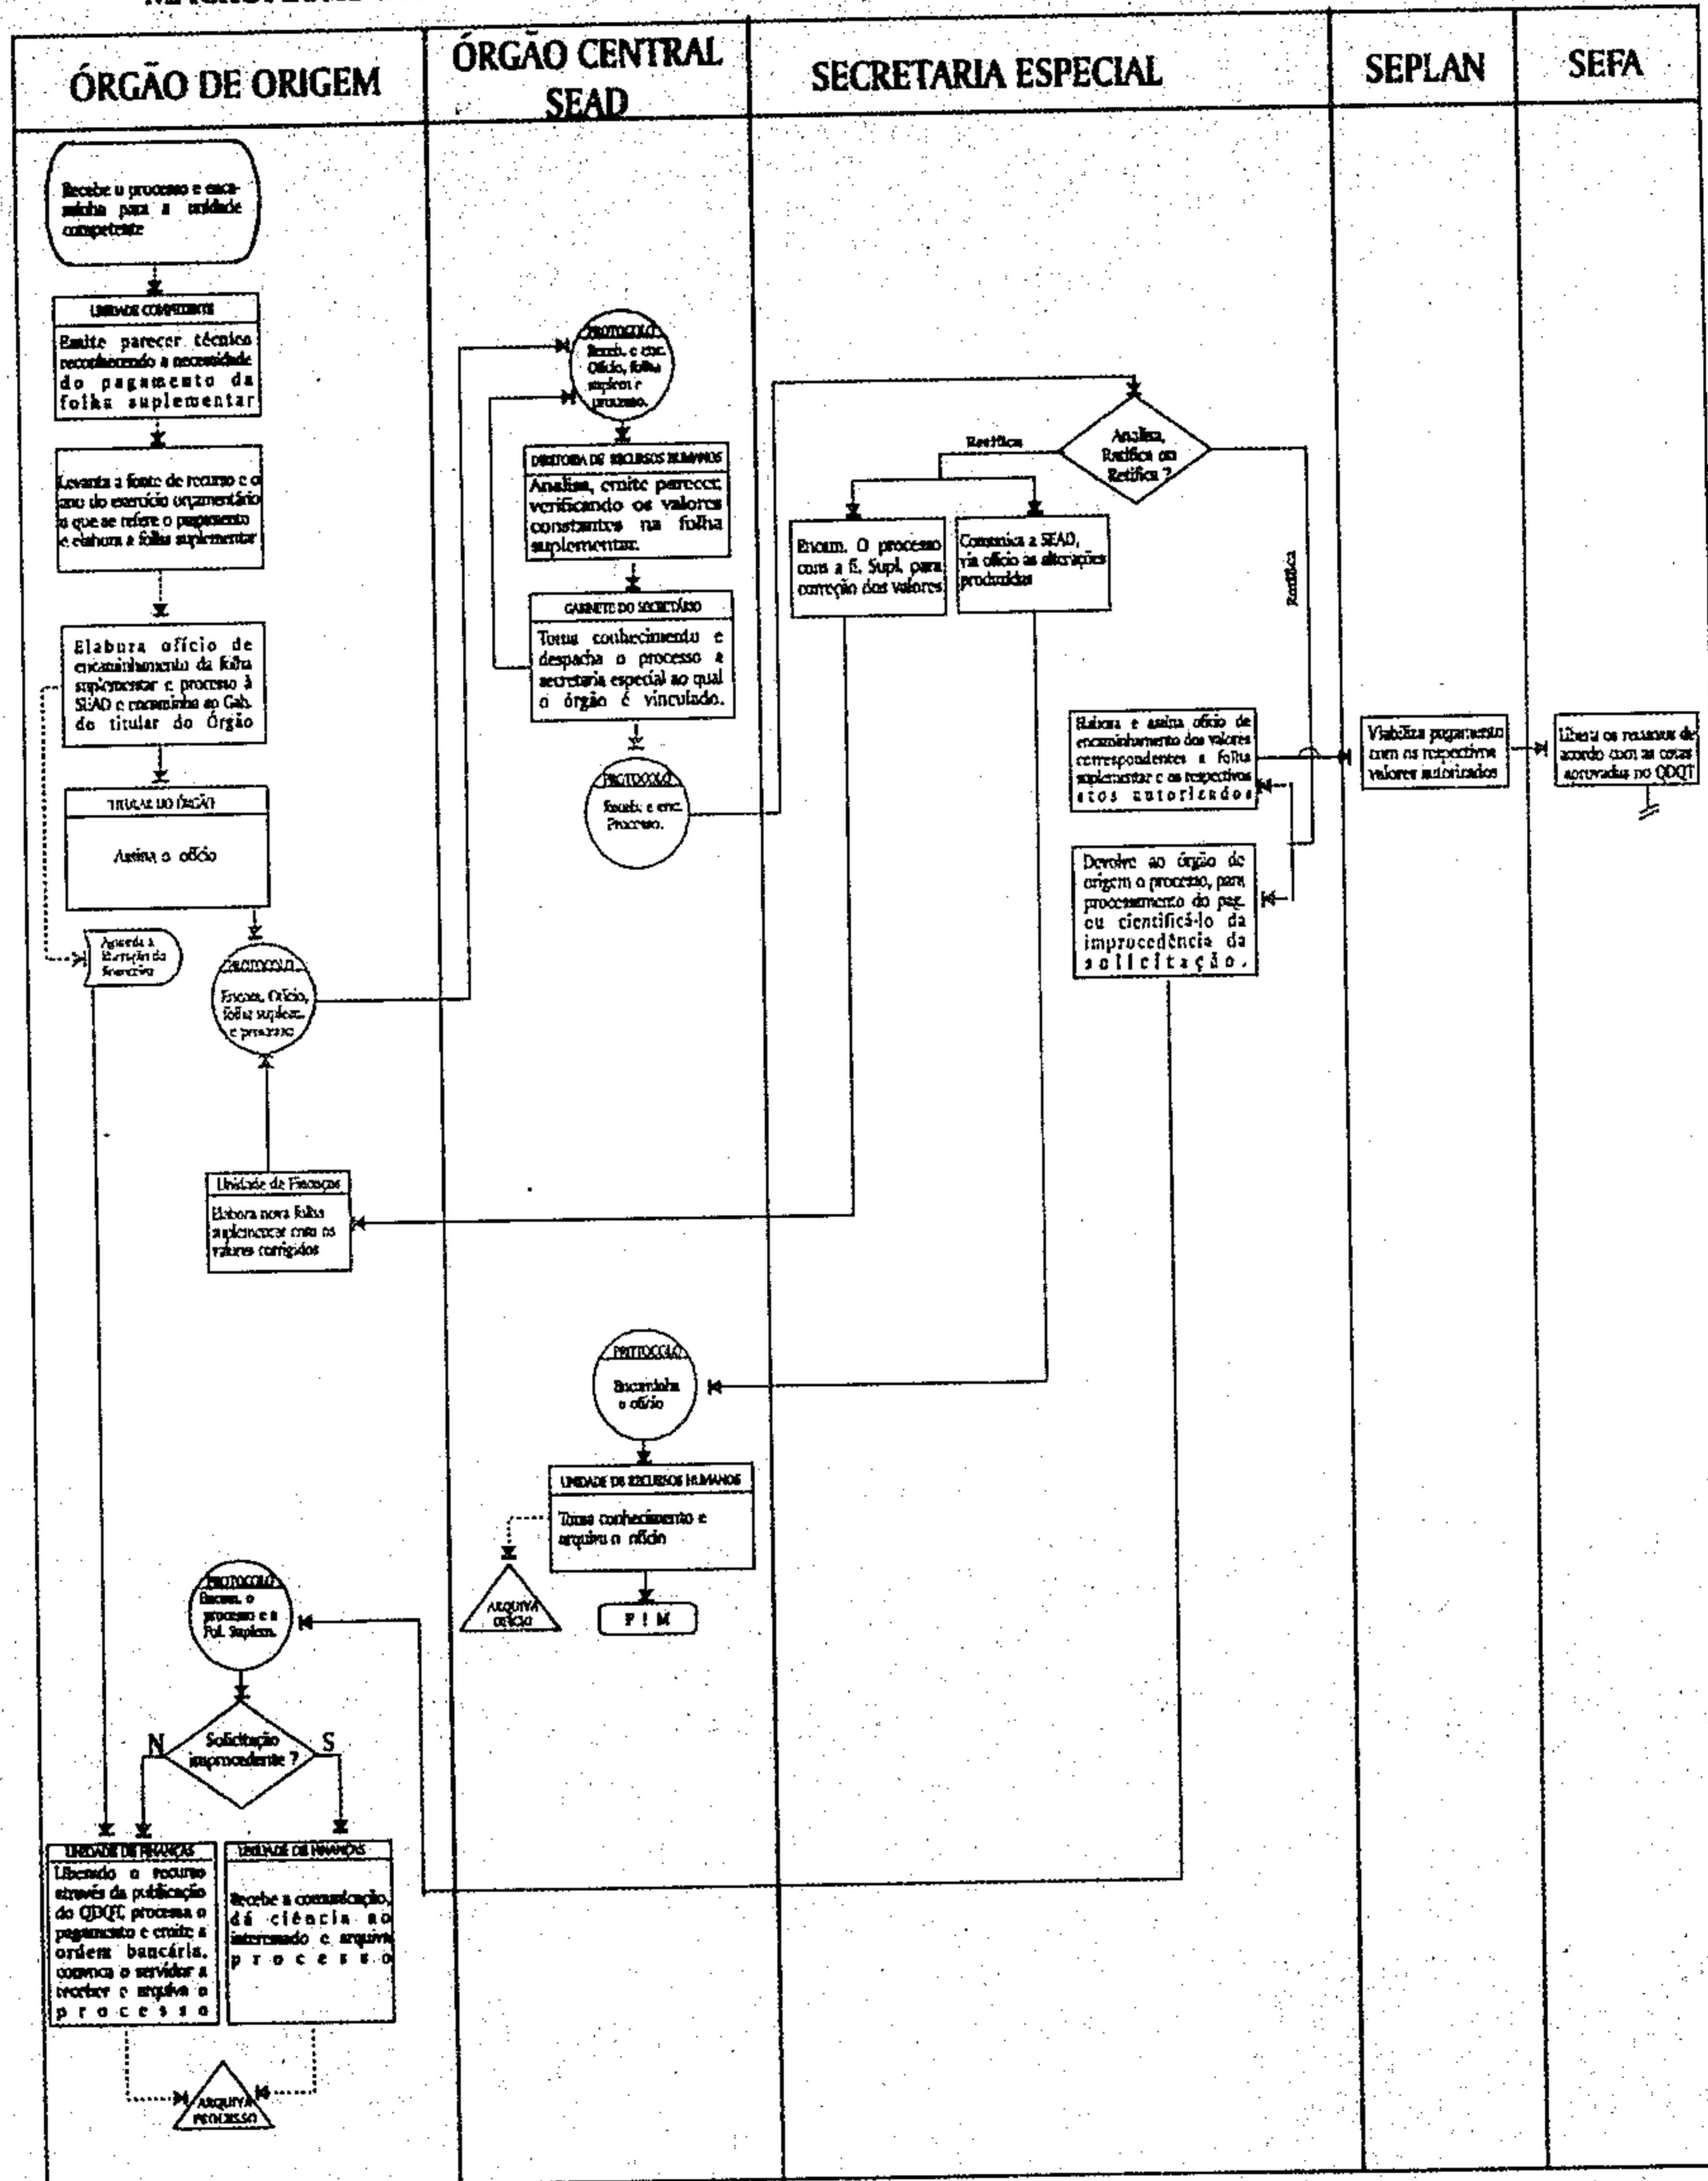 ÓRGÃO DE ORIGEM
ÓRGÃO CENTRAL
SEAD
SECRETARIA ESPECIAL
SEPLAN
SEFA
Recebe o processo e enca-
minha para a unidade
competente
UNIDADE COMPETENTE
Emite parecer técnico
reconhecendo a necessidade
do pagamento da
folha suplementar
Levanta a fonte de recurso e o
ano do exercício orçamentário
a que se refere o pagamento
e elabora a folha suplementar
Elabora ofício de
encaminhamento da folha
suplementar e processo à
SEAD e encaminha ao Gab.
do titular do Órgão
TITULAR DO ÓRGÃO
Assina o ofício
Aguarda a
liberação do
financeiro
PROTOCOLO
Encam. Ofício,
folha suplem.
e processo
Unidade de Finanças
Elabora nova folha
suplementar com os
valores corrigidos
PROTOCOLO
Encam. o
processo e a
Fol. Suplem.
Solicitação
improcedente ?
N
S
UNIDADE DE FINANÇAS
Liberado o recurso
através da publicação
do QDQT, processa o
pagamento e emite a
ordem bancária,
convoca o servidor a
receber e arquiva o
processo
UNIDADE DE FINANÇAS
Recebe a comunicação,
dá ciência ao
interessado e arquiva
processo
ARQUIVA
PROCESSO
PROTOCOLO
Receb. e enc.
Ofício, folha
suplem e
processo.
DIRETORIA DE RECURSOS HUMANOS
Analisa, emite parecer,
verificando os valores
constantes na folha
suplementar.
GABINETE DO SECRETÁRIO
Toma conhecimento e
despacha o processo a
secretaria especial ao qual
o órgão é vinculado.
PROTOCOLO
Receb. e enc.
Processo.
PROTOCOLO
Encaminha
o ofício
UNIDADE DE RECURSOS HUMANOS
Toma conhecimento e
arquiva o ofício
ARQUIVA
OFÍCIO
F I M
Analisa,
Ratifica ou
Retifica ?
Retifica
Ratifica
Encam. O processo
com a fl. Supl. para
correção dos valores
Comunica a SEAD,
via ofício as alterações
produzidas
Elabora e assina ofício de
encaminhamento dos valores
correspondentes a folha
suplementar e os respectivos
atos autorizados
Devolve ao órgão de
origem o processo, para
processamento do pag.
ou cientificá-lo da
improcedência da
solicitação.
Viabiliza pagamento
com os respectivos
valores autorizados
Libera os recursos de
acordo com as cotas
aprovadas no QDQT